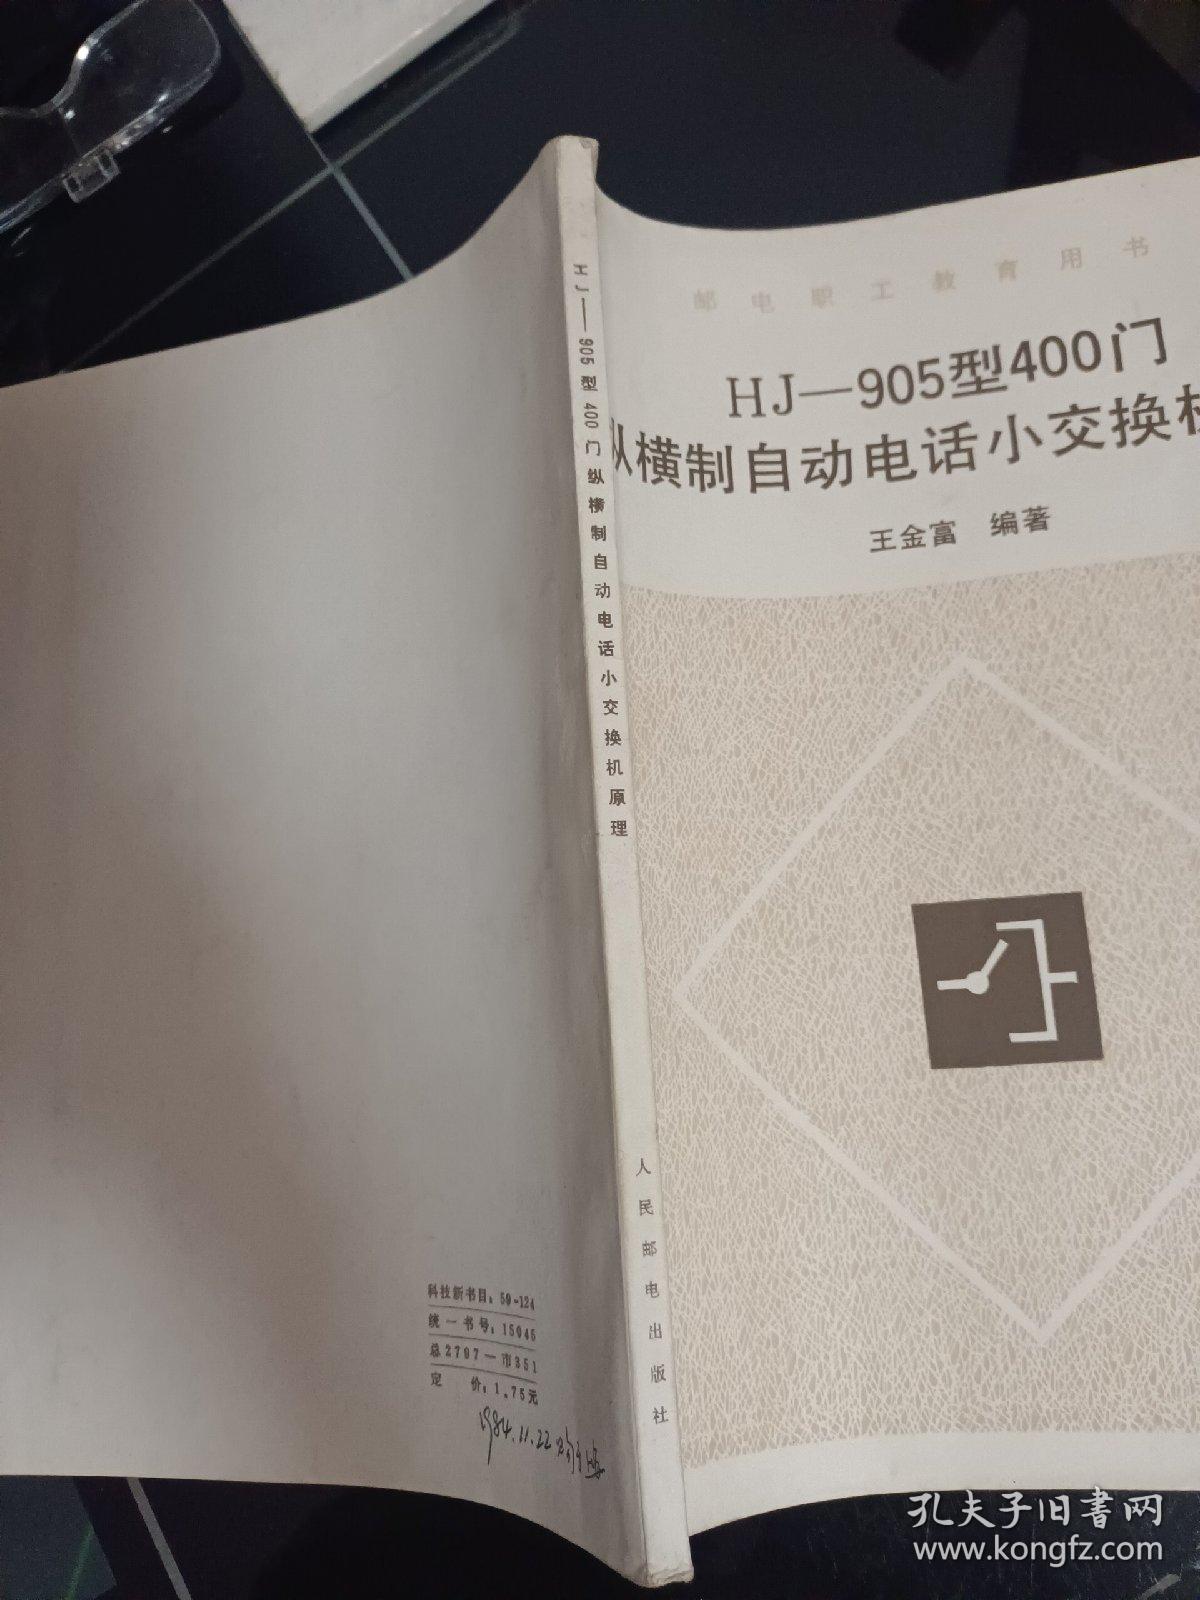 邮电职工教育用书
HJ—905型400门
纵横制自动电话小交换机
王金富 编著
HJ—905型400门纵横制自动电话小交换机原理
人民邮电出版社
科技新书目：59-124
统一书号：15045
总2797—市351
定 价：1.75元
1984.11.22
孔夫子旧书网
www.kongfz.com